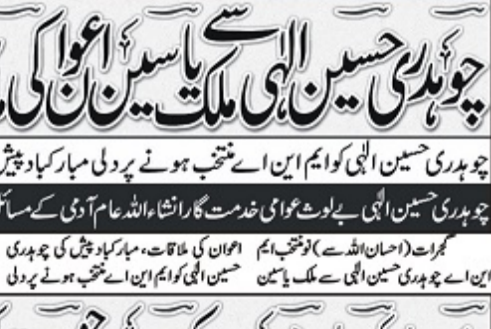 چوہدری حسین الٰہی سے ملک یاسین اعوان کی
چوہدری حسین الٰہی کو ایم این اے منتخب ہونے پر دلی مبارکباد پیش
چوہدری حسین الٰہی بے لوث عوامی خدمت گار انشاء اللہ عام آدمی کے مسائل
گجرات (احسان اللہ سے) نو منتخب ایم
این اے چوہدری حسین الٰہی سے ملک یاسین
اعوان کی ملاقات، مبارکباد پیش کی چوہدری
حسین الٰہی کو ایم این اے منتخب ہونے پر دلی